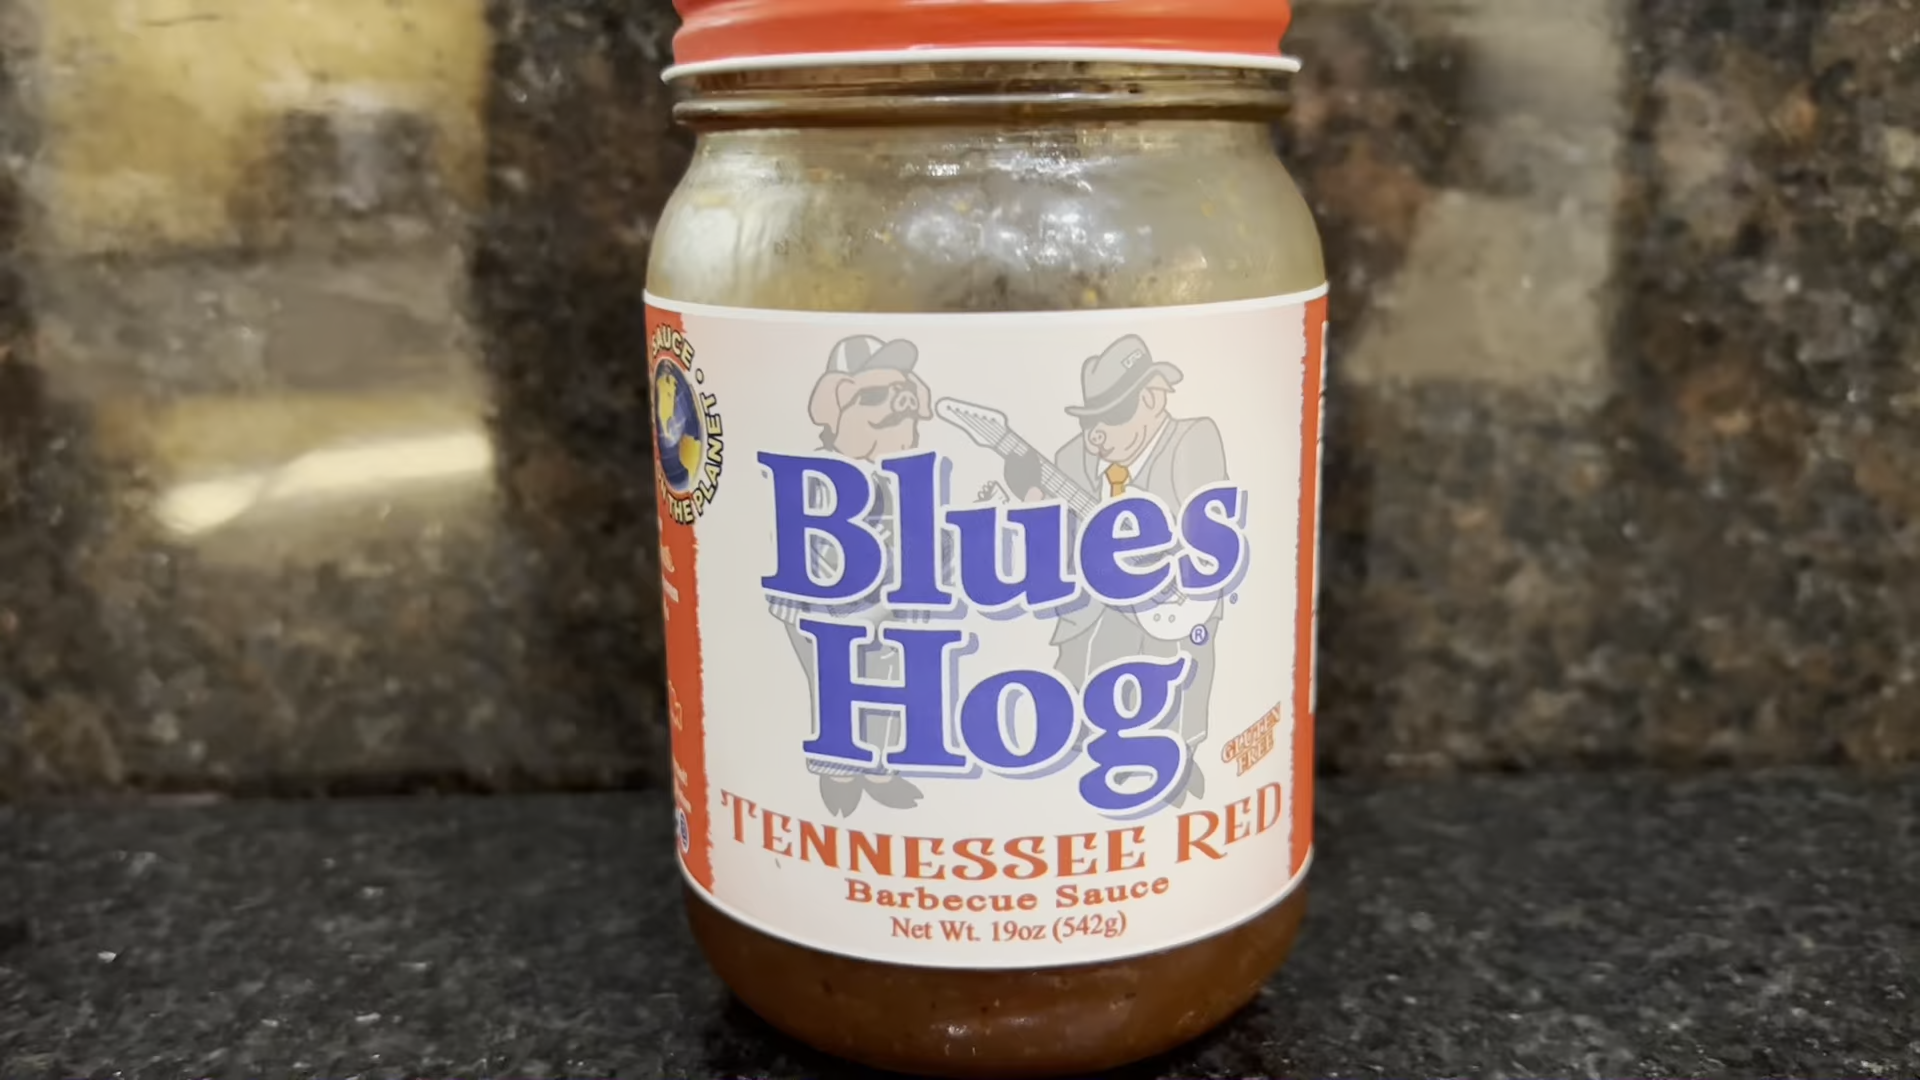 SAUCE • THE PLANET •
Blues
Hog®
GLUTEN
FREE
TENNESSEE RED
Barbecue Sauce
Net Wt. 19oz (542g)